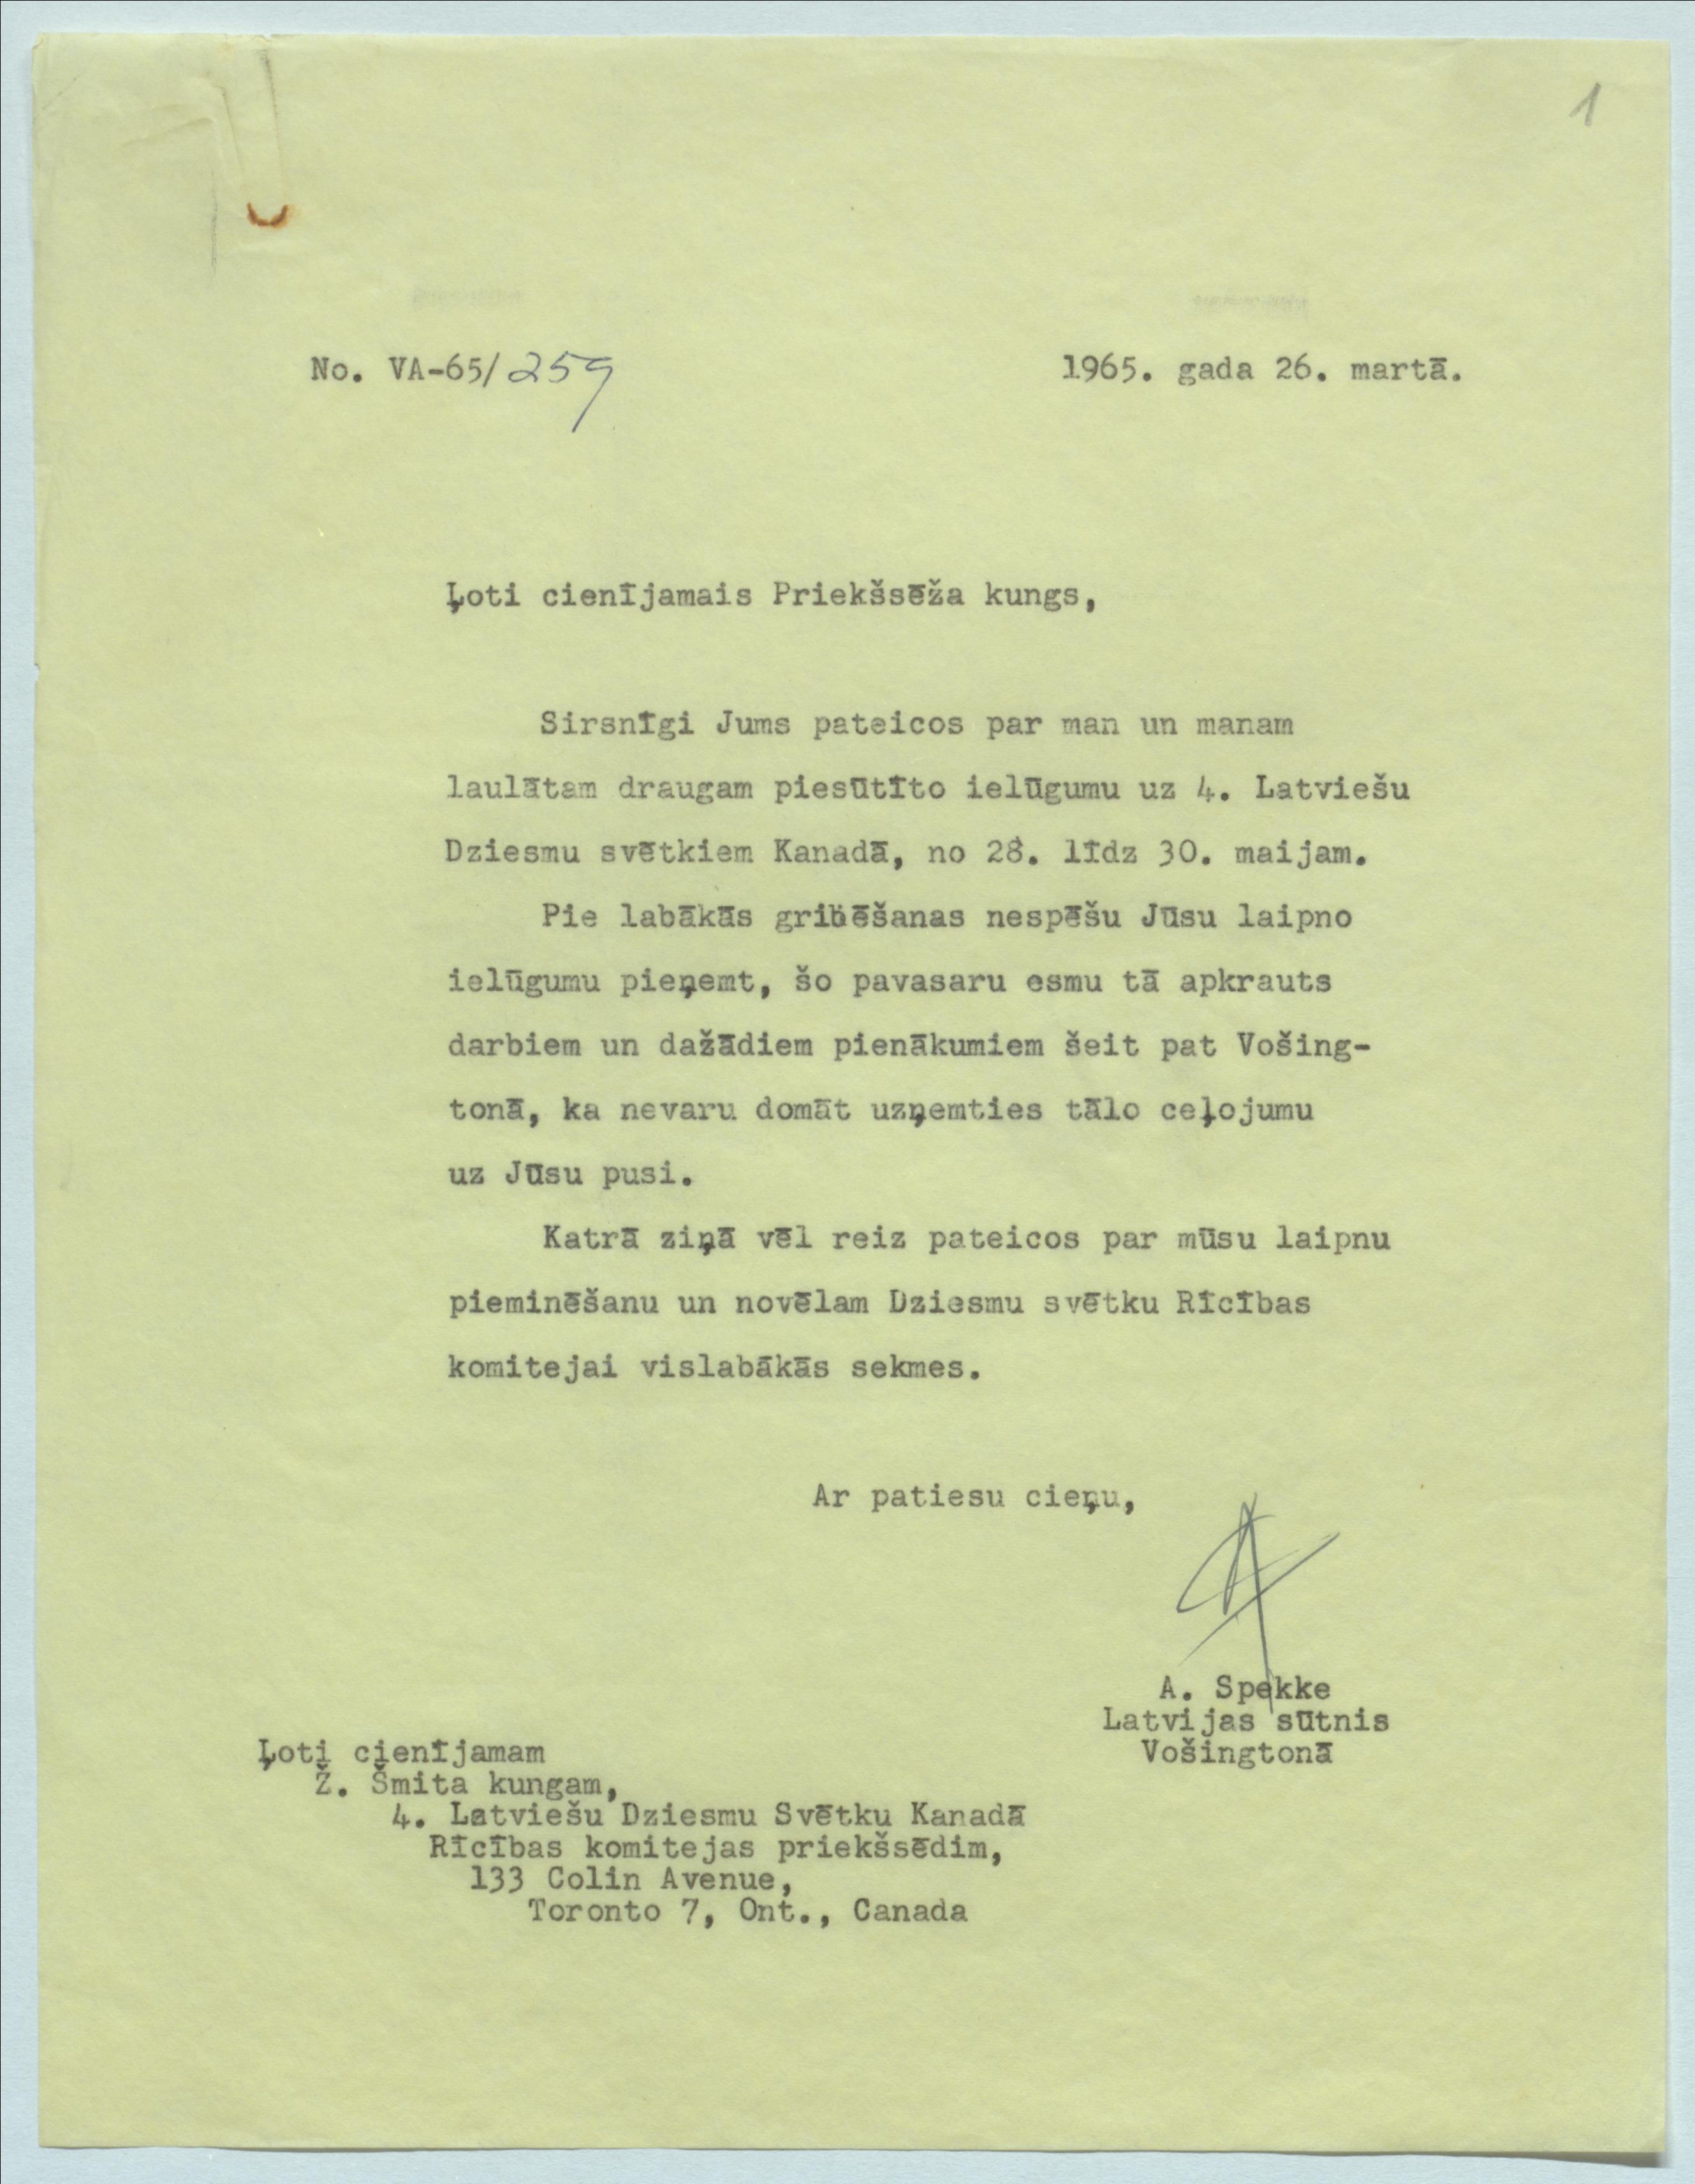 1
No. VA-65/259
1965. gada 26. martā.
Ļoti cienījamais Priekšsēža kungs,
Sirsnīgi Jums pateicos par man un manam
laulātam draugam piesūtīto ielūgumu uz 4. Latviešu
Dziesmu svētkiem Kanadā, no 28. līdz 30. maijam.
Pie labākās gribēšanas nespēšu Jūsu laipno
ielūgumu pieņemt, šo pavasaru esmu tā apkrauts
darbiem un dažādiem pienākumiem šeit pat Vošing-
tonā, ka nevaru domāt uzņemties tālo ceļojumu
uz Jūsu pusi.
Katrā ziņā vēl reiz pateicos par mūsu laipnu
pieminēšanu un novēlam Dziesmu svētku Rīcības
komitejai vislabākās sekmes.
Ar patiesu cieņu,
A. Spekke
Latvijas sūtnis
Vošingtonā
Ļoti cienījamam
Ž. Šmita kungam,
4. Latviešu Dziesmu Svētku Kanadā
Rīcības komitejas priekšsēdim,
133 Colin Avenue,
Toronto 7, Ont., Canada